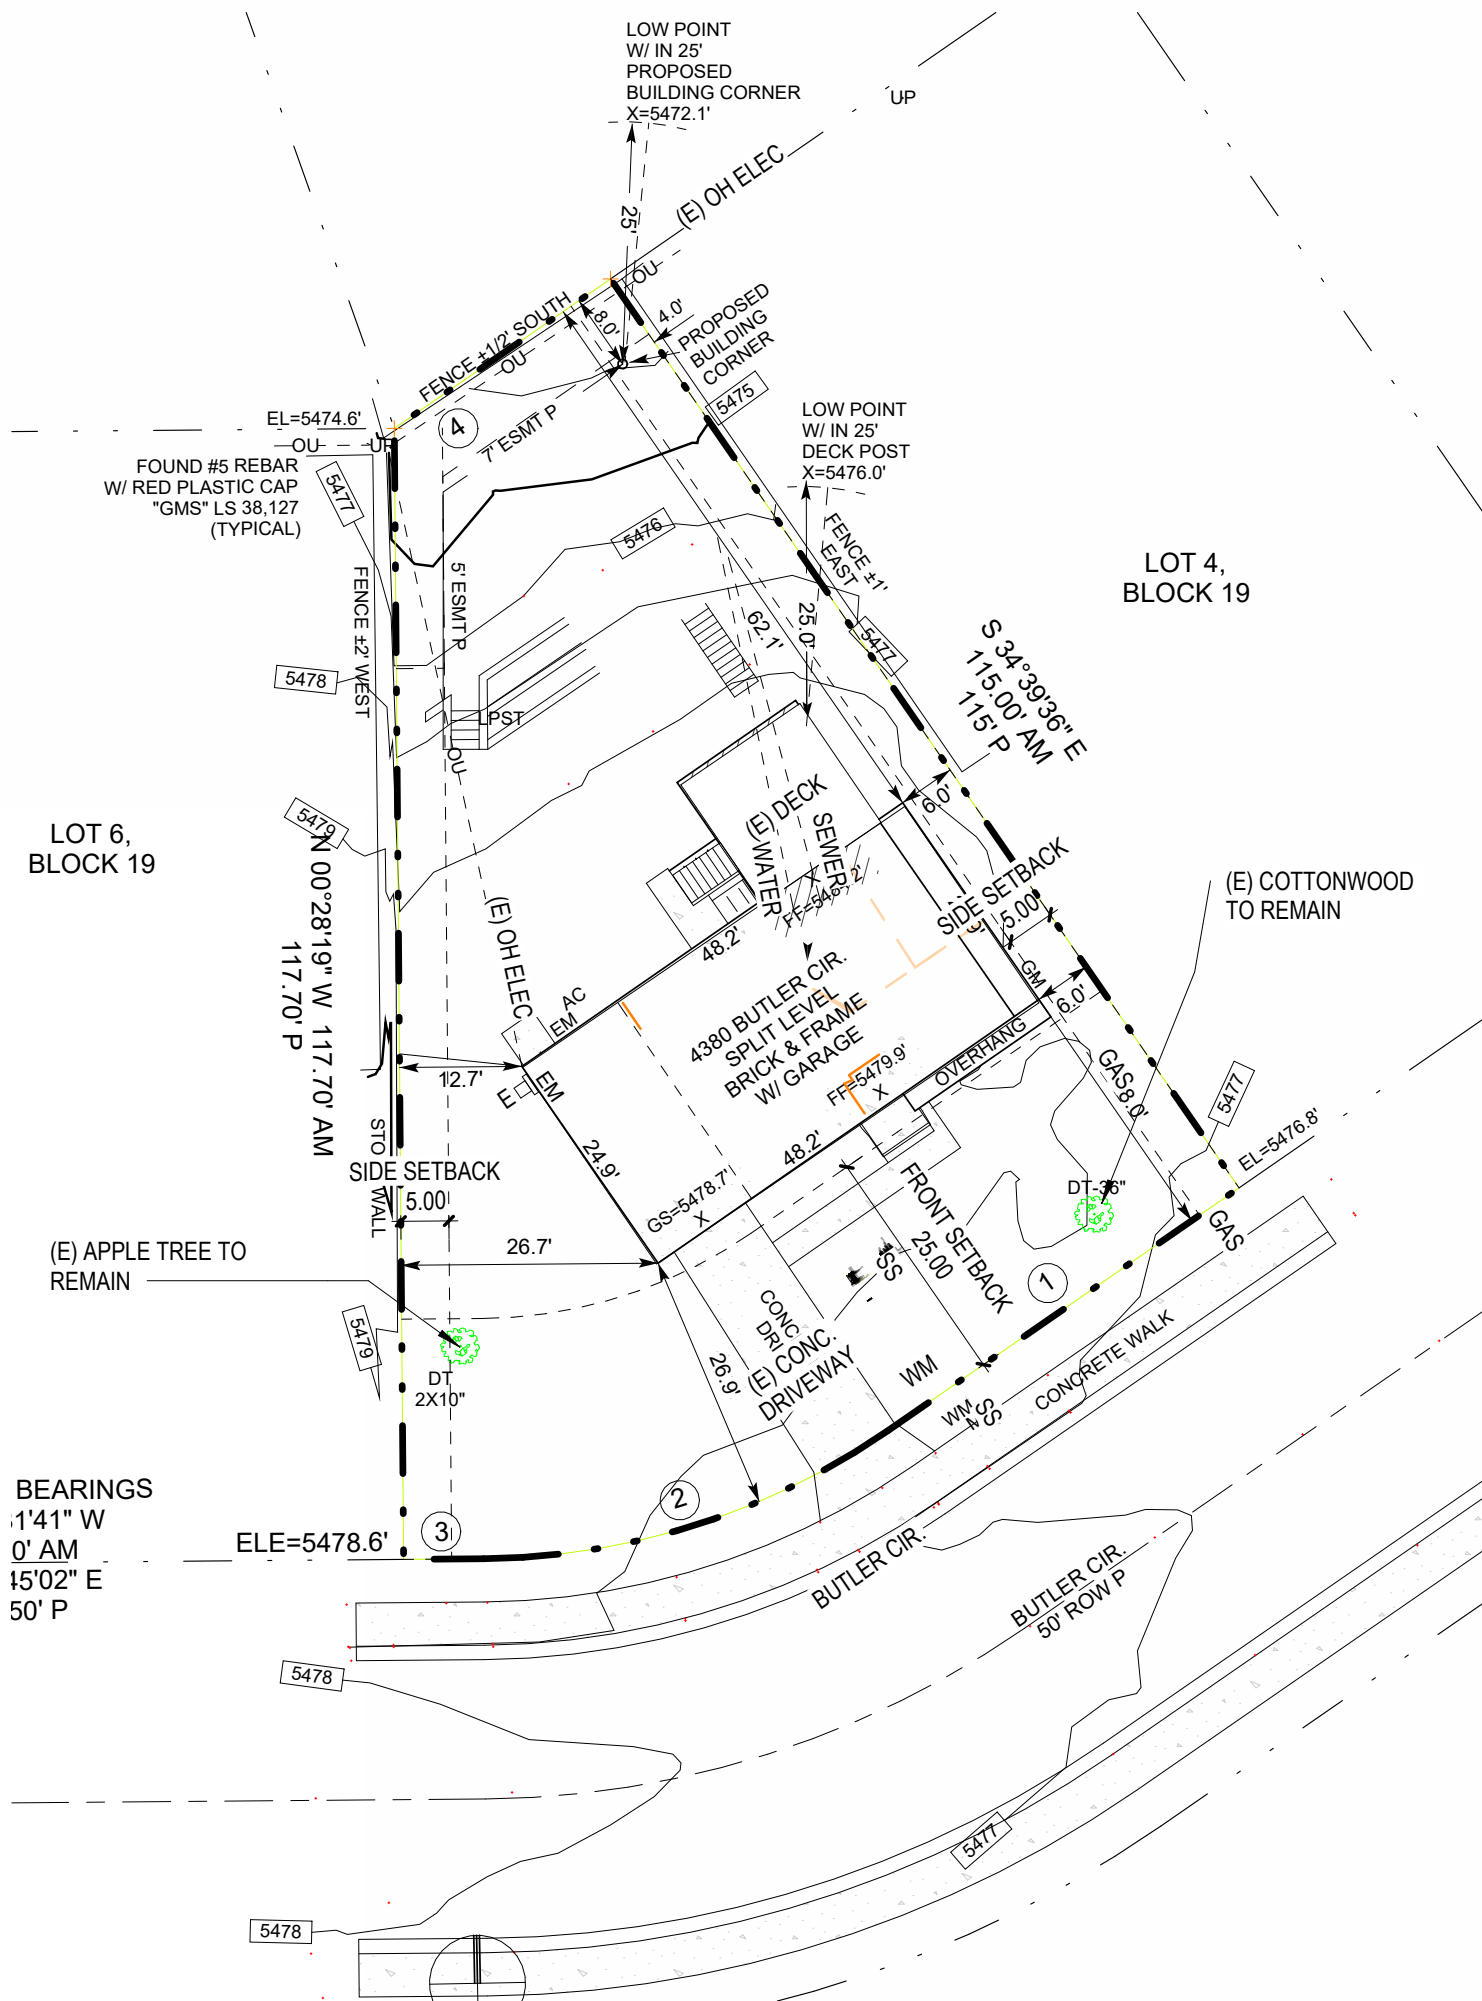 LOW POINT
W/ IN 25'
PROPOSED
BUILDING CORNER
X=5472.1'
UP
(E) OH ELEC
25'
OU
FENCE ±1/2' SOUTH
OU
8.0'
4.0'
PROPOSED
BUILDING
CORNER
5475
EL=5474.6'
OU
UP
4
7' ESMT P
LOW POINT
W/ IN 25'
DECK POST
X=5476.0'
FOUND #5 REBAR
W/ RED PLASTIC CAP
"GMS" LS 38,127
(TYPICAL)
5477
5476
FENCE ±1'
EAST
LOT 4,
BLOCK 19
FENCE ±2' WEST
5' ESMT P
62.1'
25.0'
5477
S 34°39'36" E
115.00' AM
115' P
5478
LPST
OU
6.0'
(E) DECK
WATER
SEWER
5479
LOT 6,
BLOCK 19
N 00°28'19" W 117.70' AM
117.70' P
(E) OH ELEC
48.2'
SIDE SETBACK
5.00
(E) COTTONWOOD
TO REMAIN
AC
EM
GM
6.0'
4380 BUTLER CIR.
SPLIT LEVEL
BRICK & FRAME
W/ GARAGE
FF=5479.9'
X
OVERHANG
12.7'
E
EM
GAS
8.0'
5477
EL=5476.8'
24.9'
48.2'
STO
WALL
SIDE SETBACK
5.00
GS=5478.7'
X
FRONT SETBACK
25.00
DT-36"
GAS
(E) APPLE TREE TO
REMAIN
26.7'
SS
1
5479
DT
2X10"
26.9'
CONC.
DRI
(E) CONC.
DRIVEWAY
WM
WM
SS
CONCRETE WALK
BEARINGS
1'41" W
0' AM
45'02" E
50' P
ELE=5478.6'
3
2
BUTLER CIR.
BUTLER CIR.
50' ROW P
5478
5477
5478